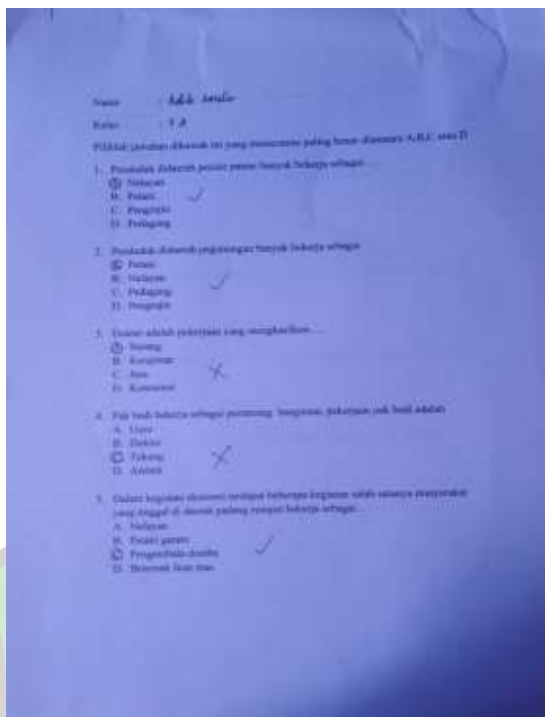 Nama :
Kelas :
Pilihlah jawaban dibawah ini yang menurutmu paling benar diantara A,B,C atau D
1. Penduduk didaerah pesisir pantai banyak bekerja sebagai....
A. Nelayan
B. Petani
C. Pengrajin
D. Pedagang
2. Penduduk didaerah pegunungan banyak bekerja sebagai
A. Petani
B. Nelayan
C. Pedagang
D. Pengrajin
3. Dokter adalah pekerjaan yang menghasilkan....
A. Barang
B. Kerajinan
C. Jasa
D. Konsumsi
4. Pak budi bekerja sebagai perancang bangunan, pekerjaan pak budi adalah
A. Guru
B. Dokter
C. Tukang
D. Arsitek
5. Dalam kegiatan ekonomi terdapat beberapa kegiatan salah satunya masyarakat
yang tinggal di daerah padang rumput bekerja sebagai...
A. Nelayan
B. Petani garam
C. Pengembala domba
D. Beternak ikan mas